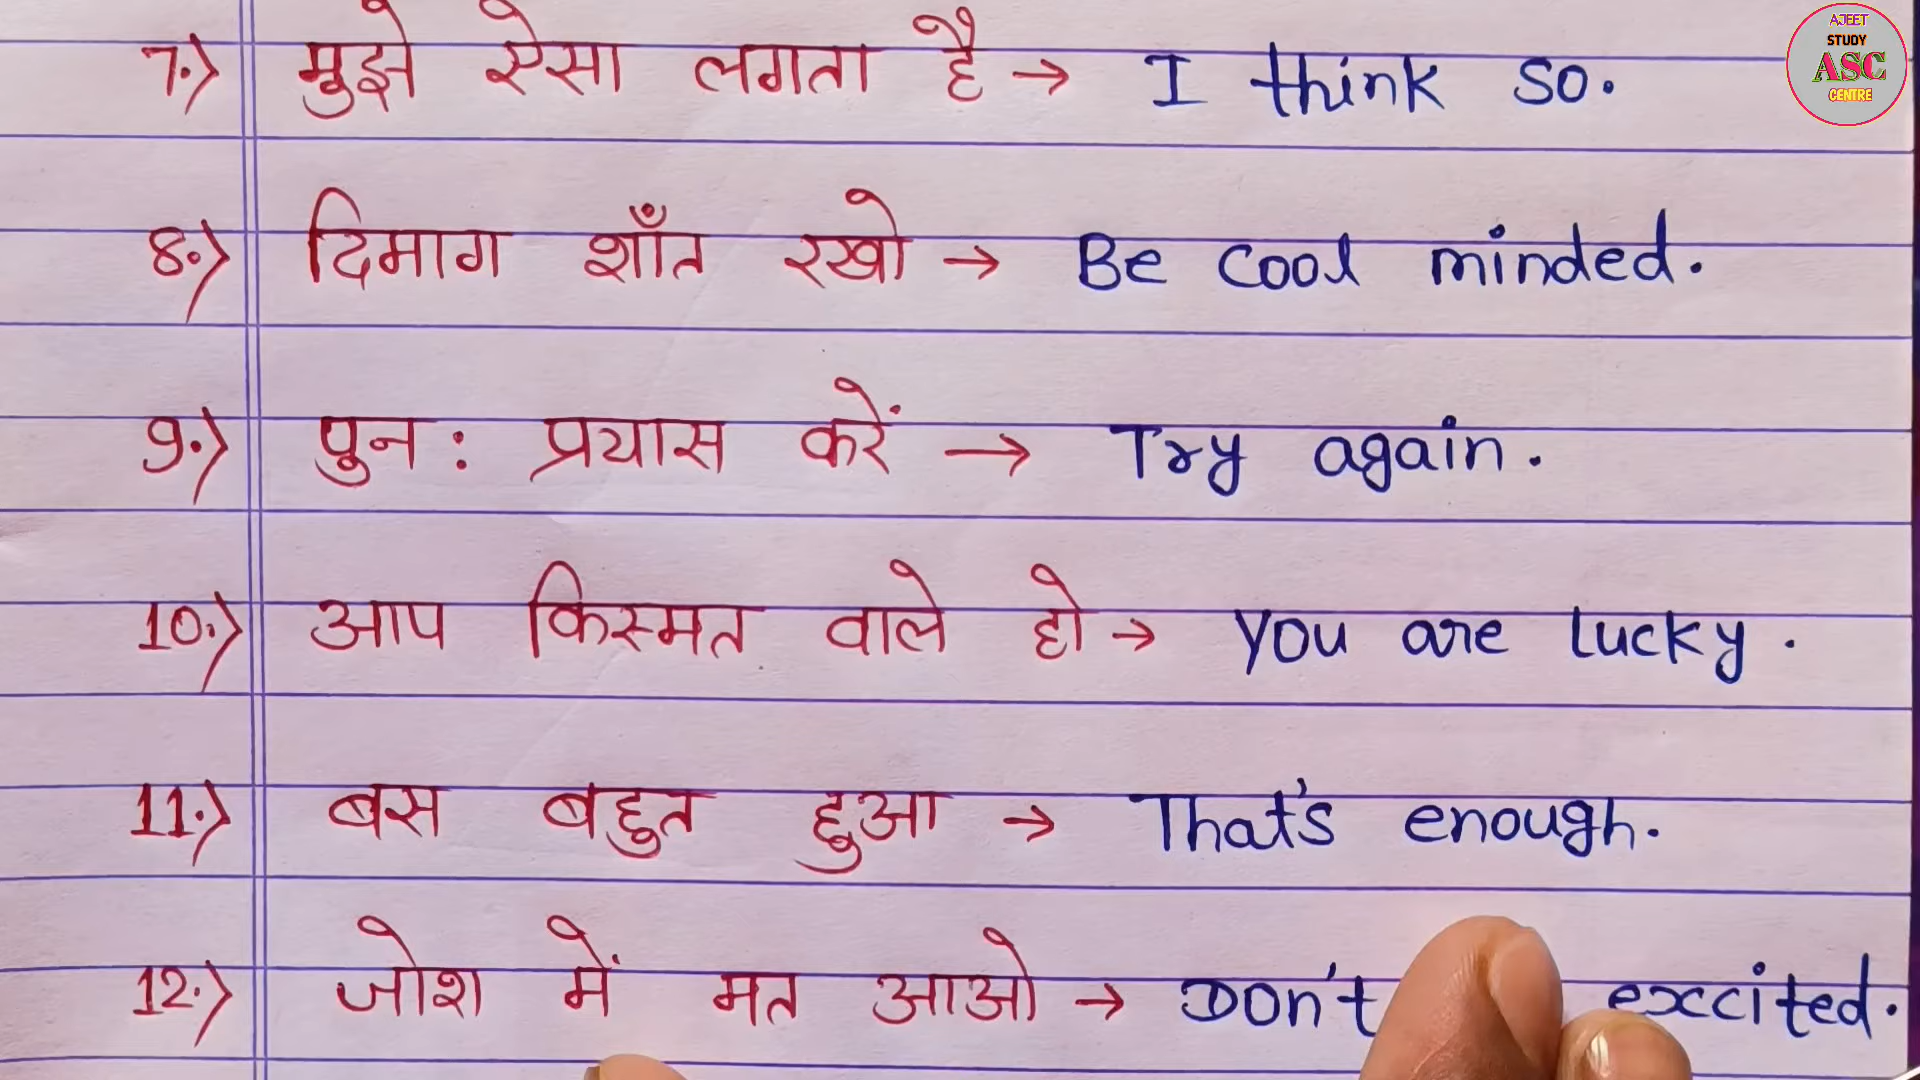 AJEET
STUDY
ASC
CENTRE
7.) मुझे ऐसा लगता है → I think so.
8.) दिमाग शाँत रखो → Be cool minded.
9.) पुन: प्रयास करें → Try again.
10.) आप किस्मत वाले हो → You are lucky.
11.) बस बहुत हुआ → That's enough.
12.) जोश में मत आओ → Don't excited.